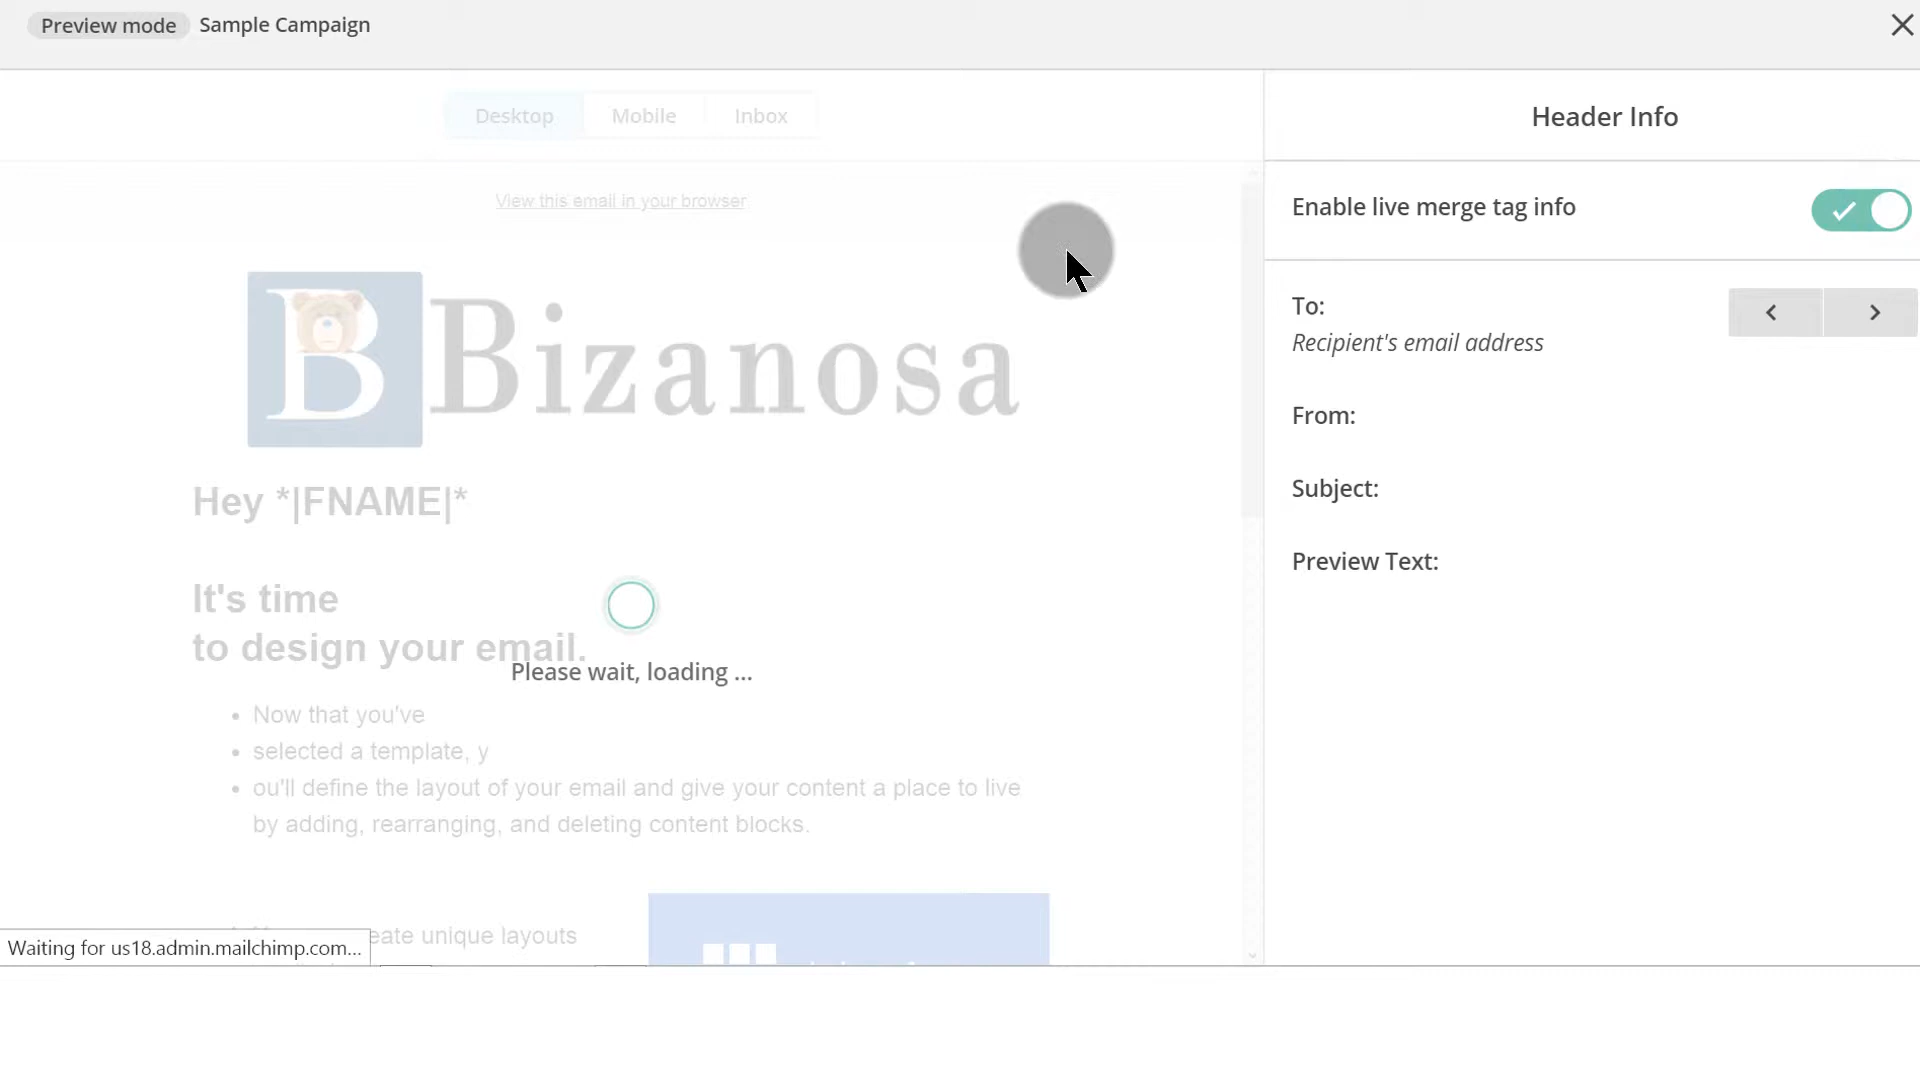 Preview mode Sample Campaign
Desktop Mobile Inbox
View this email in your browser
B Bizanosa
Hey *|FNAME|*
It's time
to design your email.
Please wait, loading ...
• Now that you've
• selected a template, y
• ou'll define the layout of your email and give your content a place to live
by adding, rearranging, and deleting content blocks.
eate unique layouts
Waiting for us18.admin.mailchimp.com...
Header Info
Enable live merge tag info
To:
Recipient's email address
From:
Subject:
Preview Text: